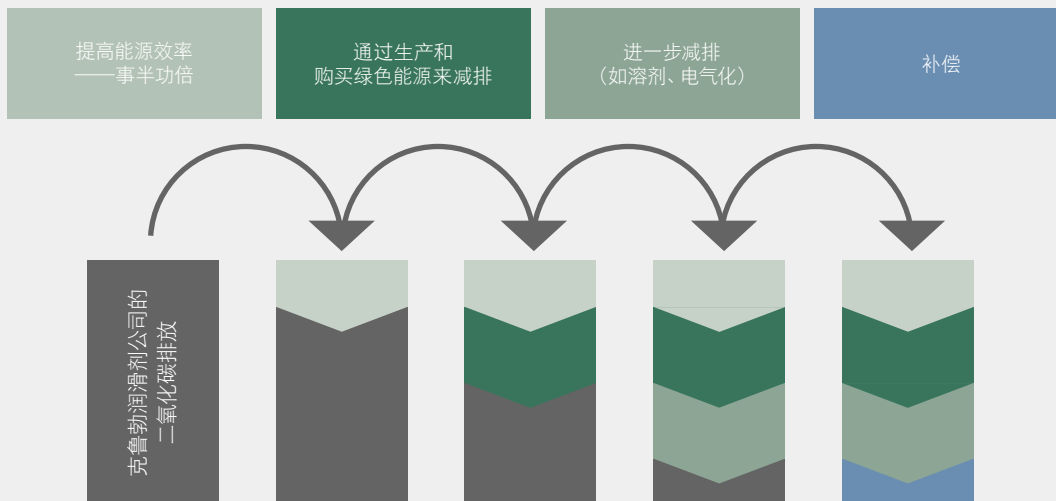 提高能源效率
——事半功倍
通过生产和
购买绿色能源来减排
进一步减排
（如溶剂、电气化）
补偿
克鲁勃润滑剂公司的
二氧化碳排放